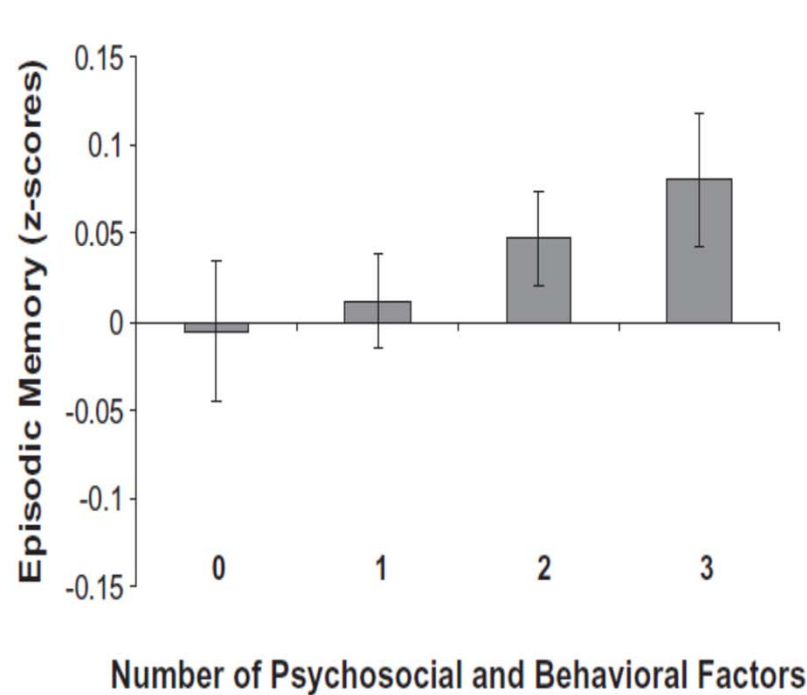 Episodic Memory (z-scores)
0.15
0.1
0.05
0
-0.05
-0.1
-0.15
0 1 2 3
Number of Psychosocial and Behavioral Factors